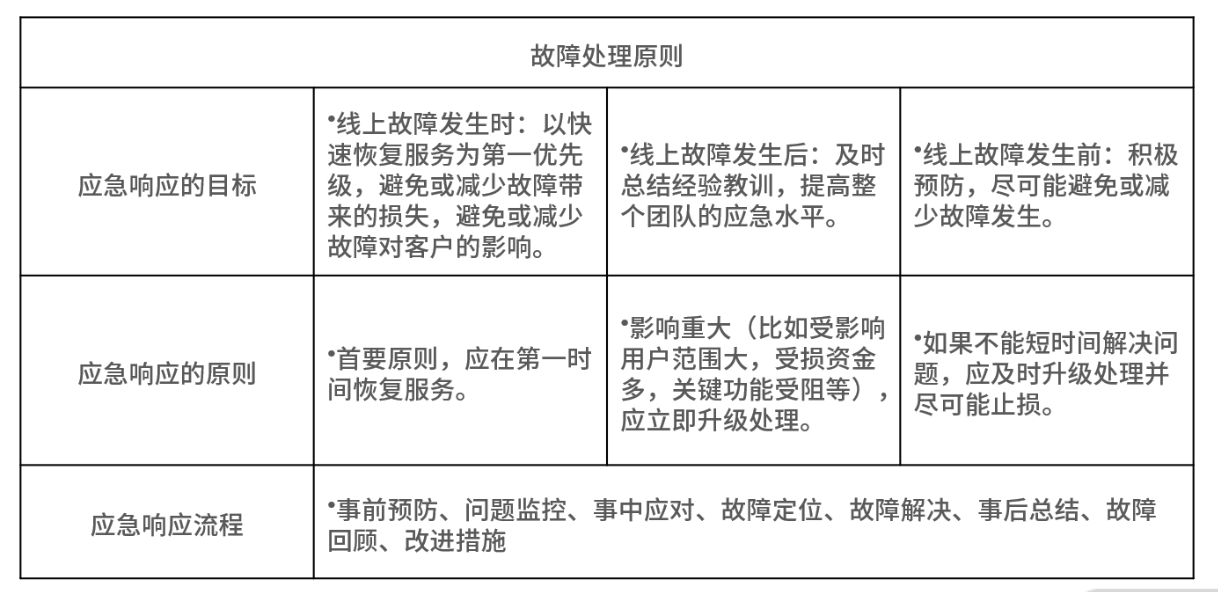 故障处理原则
应急响应的目标
•线上故障发生时：以快
速恢复服务为第一优先
级，避免或减少故障带
来的损失，避免或减少
故障对客户的影响。
•线上故障发生后：及时
总结经验教训，提高整
个团队的应急水平。
•线上故障发生前：积极
预防，尽可能避免或减
少故障发生。
应急响应的原则
•首要原则，应在第一时
间恢复服务。
•影响重大（比如受影响
用户范围大，受损资金
多，关键功能受阻等），
应立即升级处理。
•如果不能短时间解决问
题，应及时升级处理并
尽可能止损。
应急响应流程
•事前预防、问题监控、事中应对、故障定位、故障解决、事后总结、故障
回顾、改进措施